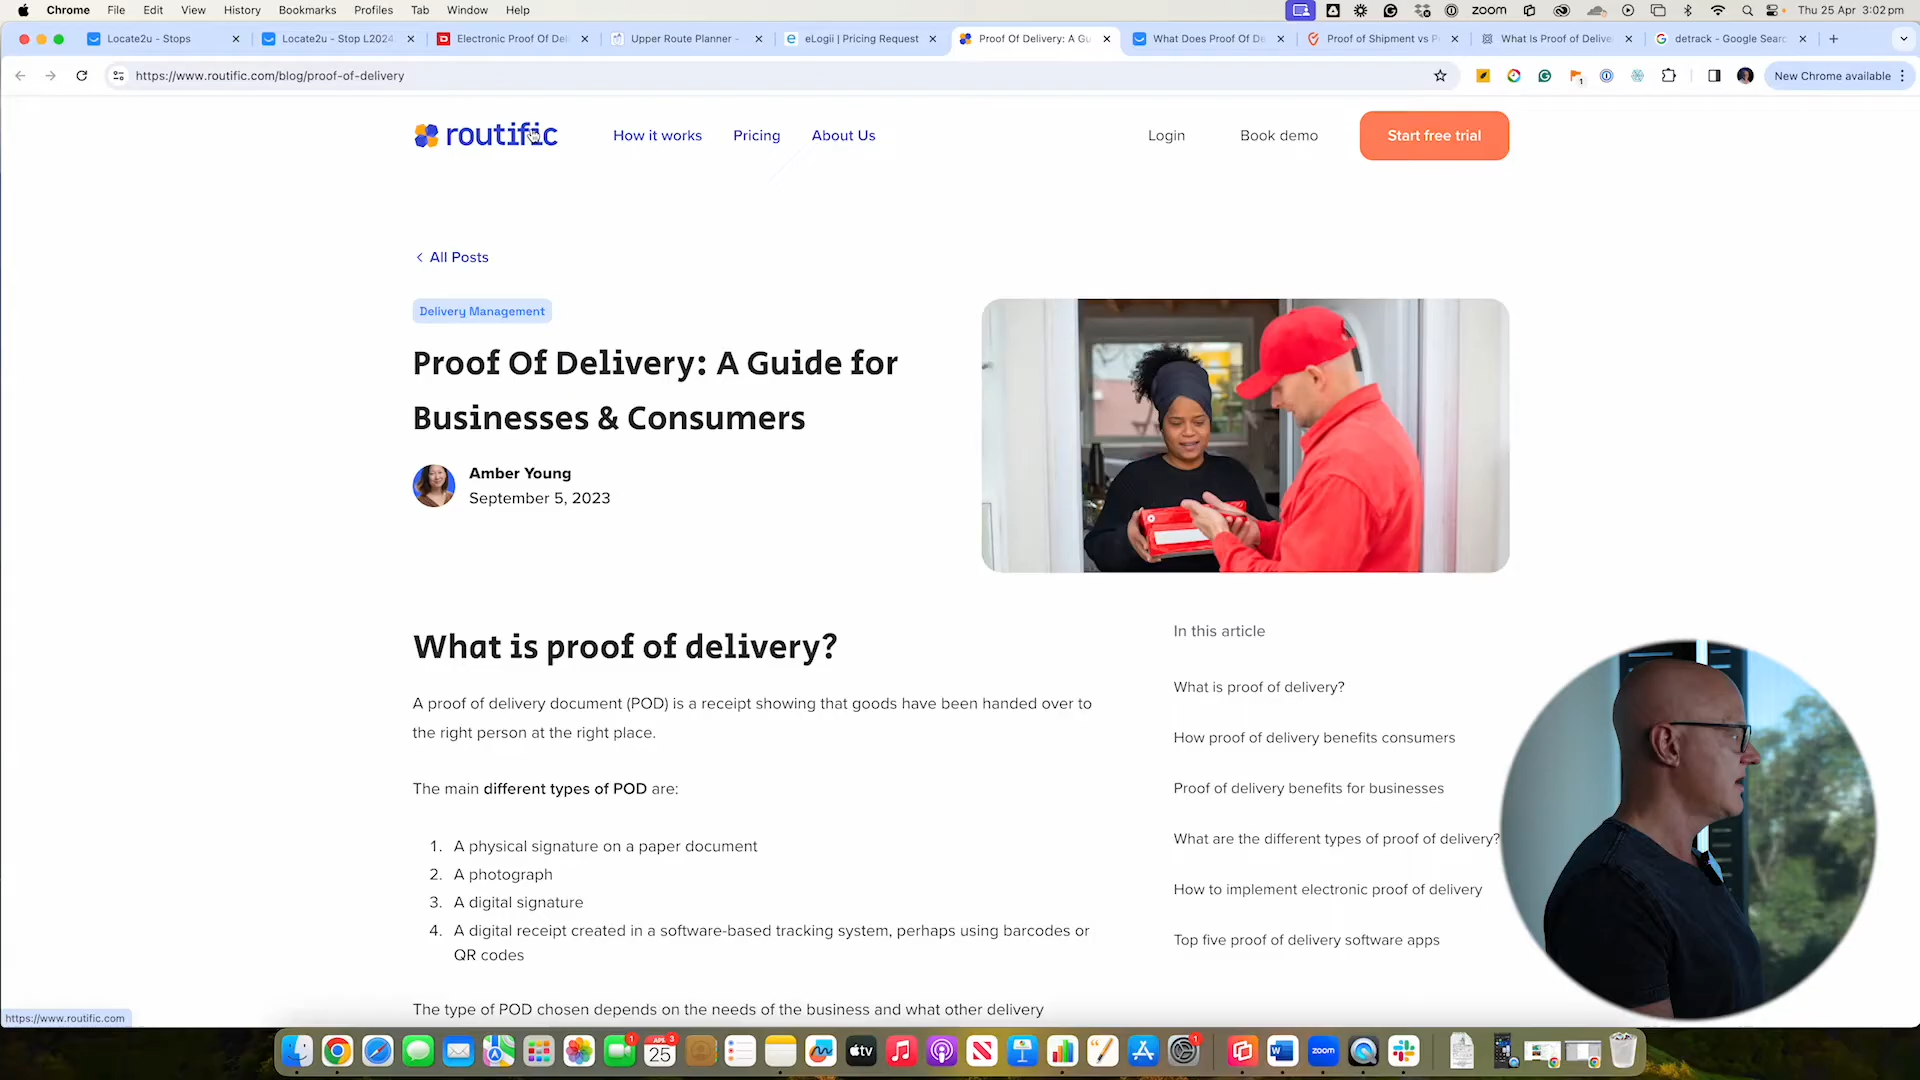 Chrome File Edit View History Bookmarks Profiles Tab Window Help zoom Thu 25 Apr 3:02 pm
Locate2u - Stops Locate2u - Stop L2024 Electronic Proof Of Del Upper Route Planner - eLogii | Pricing Request Proof Of Delivery: A Gu What Does Proof Of De Proof of Shipment vs P What Is Proof of Delive detrack - Google Searc
https://www.routific.com/blog/proof-of-delivery
New Chrome available
routific How it works Pricing About Us Login Book demo Start free trial
All Posts
Delivery Management
Proof Of Delivery: A Guide for
Businesses & Consumers
Amber Young
September 5, 2023
What is proof of delivery?
A proof of delivery document (POD) is a receipt showing that goods have been handed over to
the right person at the right place.
The main different types of POD are:
1. A physical signature on a paper document
2. A photograph
3. A digital signature
4. A digital receipt created in a software-based tracking system, perhaps using barcodes or
QR codes
The type of POD chosen depends on the needs of the business and what other delivery
In this article
What is proof of delivery?
How proof of delivery benefits consumers
Proof of delivery benefits for businesses
What are the different types of proof of delivery?
How to implement electronic proof of delivery
Top five proof of delivery software apps
https://www.routific.com
1 APR 3 25 tv 1 zoom